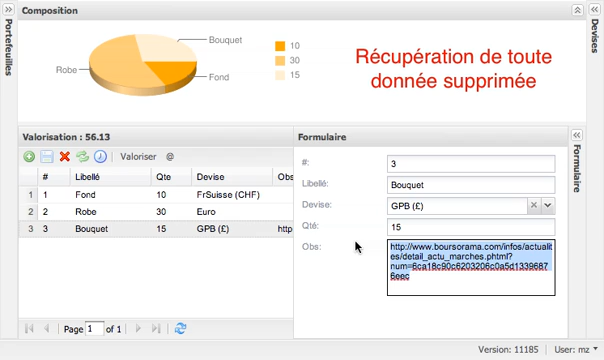 Composition
Portefeuilles
Devises
Bouquet
Robe
Fond
10
30
15
Récupération de toute
donnée supprimée
Valorisation : 56.13
Valoriser @
# Libellé Qte Devise Obs
1 1 Fond 10 FrSuisse (CHF)
2 2 Robe 30 Euro
3 3 Bouquet 15 GPB (£) http
Page 1 of 1
Formulaire
#: 3
Libellé: Bouquet
Devise: GPB (£)
Qté: 15
Obs: http://www.boursorama.com/infos/actualit
es/detail_actu_marches.phtml?
num=6ca18c90c6203206c0a5d1339687
6eec
Formulaire
Version: 11185 User: mz